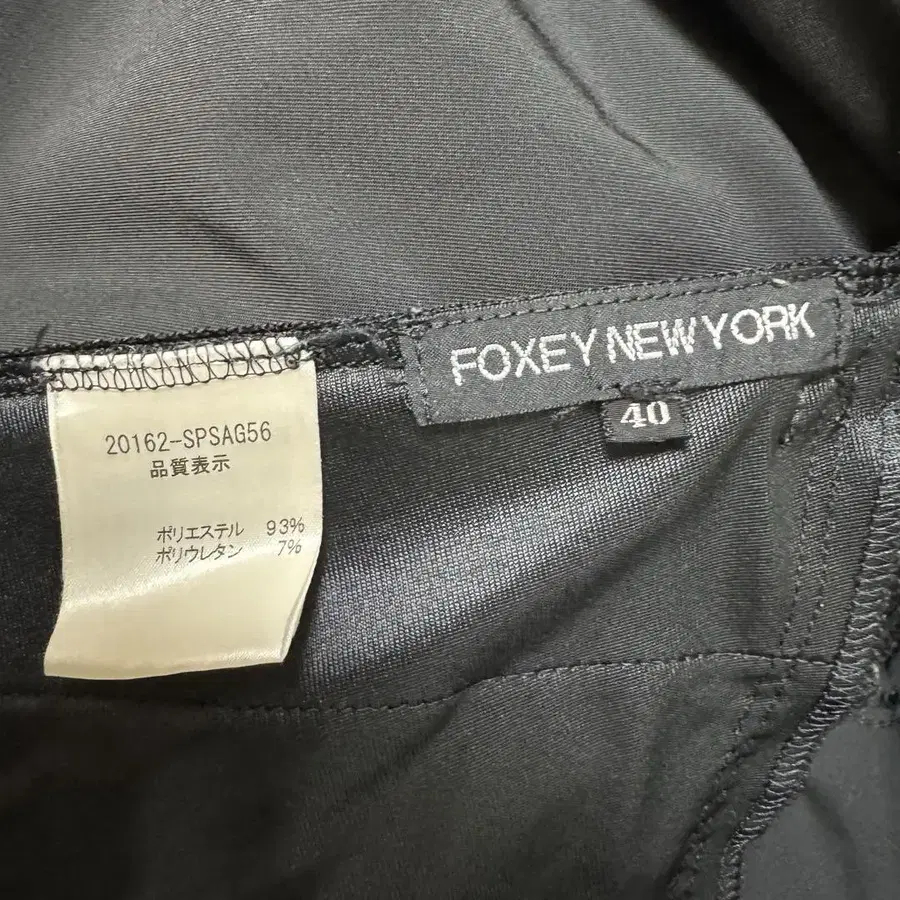 FOXEY NEW YORK
40
20162-SPSAG56
品質表示
ポリエステル 93%
ポリウレタン 7%